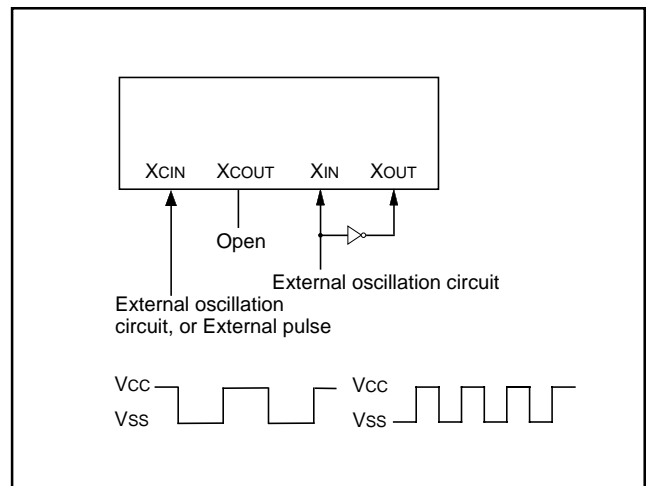 XCIN XCOUT XIN XOUT
Open
External oscillation circuit
External oscillation
circuit, or External pulse
VCC VCC
VSS VSS